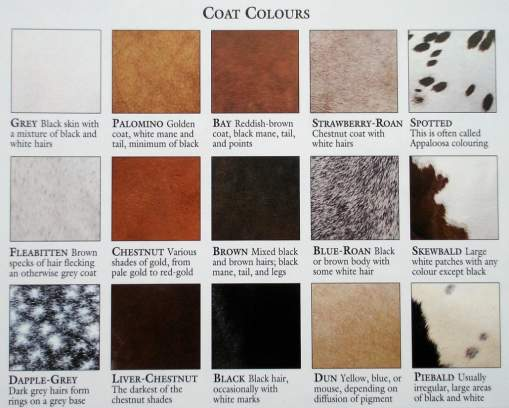 COAT COLOURS
GREY Black skin with
a mixture of black and
white hairs
PALOMINO Golden
coat, white mane and
tail, minimum of black
BAY Reddish-brown
coat, black mane, tail,
and points
STRAWBERRY-ROAN
Chestnut coat with
white hairs
SPOTTED
This is often called
Appaloosa colouring
FLEABITTEN Brown
specks of hair flecking
an otherwise grey coat
CHESTNUT Various
shades of gold, from
pale gold to red-gold
BROWN Mixed black
and brown hairs; black
mane, tail, and legs
BLUE-ROAN Black
or brown body with
some white hair
SKEWBALD Large
white patches with any
colour except black
DAPPLE-GREY
Dark grey hairs form
rings on a grey base
LIVER-CHESTNUT
The darkest of the
chestnut shades
BLACK Black hair,
occasionally with
white marks
DUN Yellow, blue, or
mouse, depending on
diffusion of pigment
PIEBALD Usually
irregular, large areas
of black and white